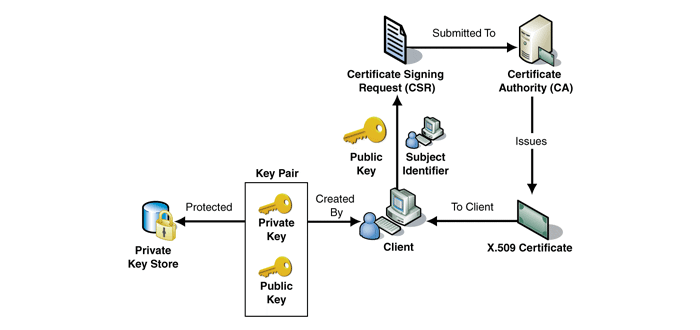 Submitted To
Certificate Signing
Request (CSR)
Certificate
Authority (CA)
Issues
Public
Key
Subject
Identifier
Key Pair
Protected
Private
Key
Created
By
To Client
Private
Key Store
Client
X.509 Certificate
Public
Key